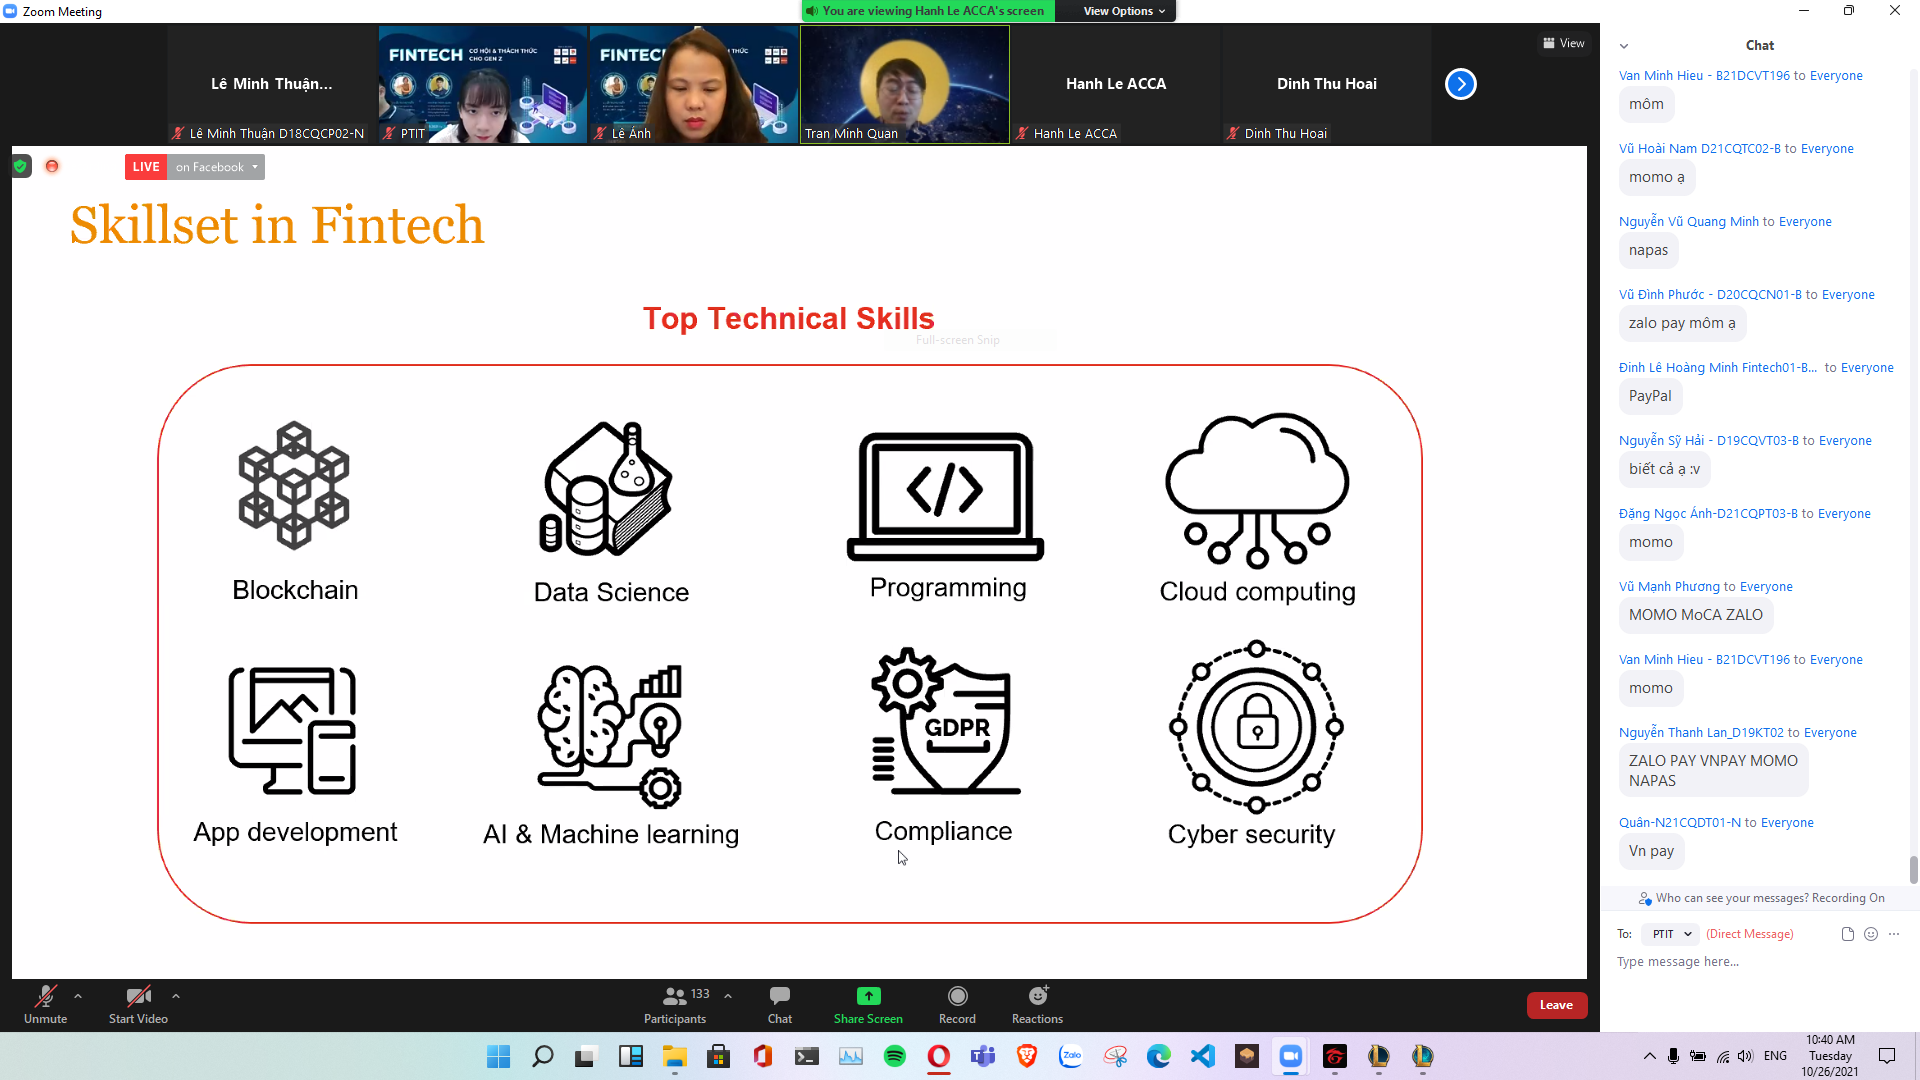 Zoom Meeting
You are viewing Hanh Le ACCA's screen
View Options
View
Lê Minh Thuận...
Lê Minh Thuận D18CQCP02-N
FINTECH
CƠ HỘI & THÁCH THỨC
CHO GEN Z
PTIT
Lê Ánh
Tran Minh Quan
Hanh Le ACCA
Hanh Le ACCA
Dinh Thu Hoai
Dinh Thu Hoai
LIVE on Facebook
Skillset in Fintech
Top Technical Skills
Full-screen Snip
Blockchain
Data Science
Programming
Cloud computing
GDPR
App development
AI & Machine learning
Compliance
Cyber security
Chat
Van Minh Hieu - B21DCVT196 to Everyone
môm
Vũ Hoài Nam D21CQTC02-B to Everyone
momo ạ
Nguyễn Vũ Quang Minh to Everyone
napas
Vũ Đình Phước - D20CQCN01-B to Everyone
zalo pay môm ạ
Đinh Lê Hoàng Minh Fintech01-B... to Everyone
PayPal
Nguyễn Sỹ Hải - D19CQVT03-B to Everyone
biết cả ạ :v
Đặng Ngọc Ánh-D21CQPT03-B to Everyone
momo
Vũ Mạnh Phương to Everyone
MOMO MoCA ZALO
Van Minh Hieu - B21DCVT196 to Everyone
momo
Nguyễn Thanh Lan_D19KT02 to Everyone
ZALO PAY VNPAY MOMO
NAPAS
Quân-N21CQDT01-N to Everyone
Vn pay
Who can see your messages? Recording On
To: PTIT (Direct Message)
Type message here...
Unmute
Start Video
133
Participants
Chat
Share Screen
Record
Reactions
Leave
Zalo
ENG
10:40 AM
Tuesday
10/26/2021